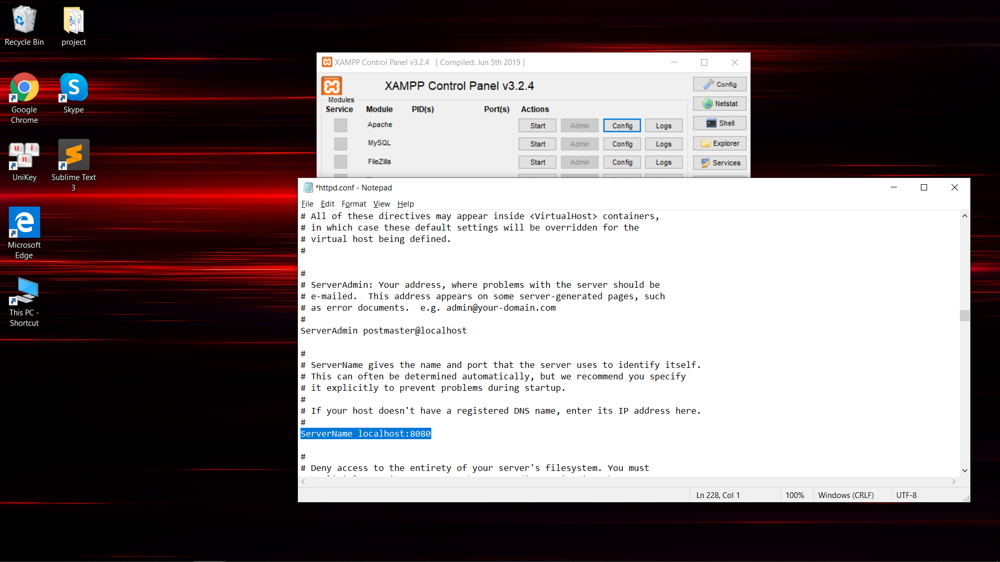 Recycle Bin
project
Google
Chrome
Skype
UniKey
Sublime Text
3
Microsoft
Edge
This PC -
Shortcut
XAMPP Control Panel v3.2.4 [ Compiled: Jun 5th 2019 ]
XAMPP Control Panel v3.2.4
Config
Modules
Service Module PID(s) Port(s) Actions
Netstat
Apache Start Admin Config Logs
Shell
MySQL Start Admin Config Logs
Explorer
FileZilla Start Admin Config Logs
Services
*httpd.conf - Notepad
File Edit Format View Help
# All of these directives may appear inside <VirtualHost> containers,
# in which case these default settings will be overridden for the
# virtual host being defined.
#
#
# ServerAdmin: Your address, where problems with the server should be
# e-mailed.  This address appears on some server-generated pages, such
# as error documents.  e.g. admin@your-domain.com
#
ServerAdmin postmaster@localhost
#
# ServerName gives the name and port that the server uses to identify itself.
# This can often be determined automatically, but we recommend you specify
# it explicitly to prevent problems during startup.
#
# If your host doesn't have a registered DNS name, enter its IP address here.
#
ServerName localhost:8080
#
# Deny access to the entirety of your server's filesystem. You must
Ln 228, Col 1 100% Windows (CRLF) UTF-8